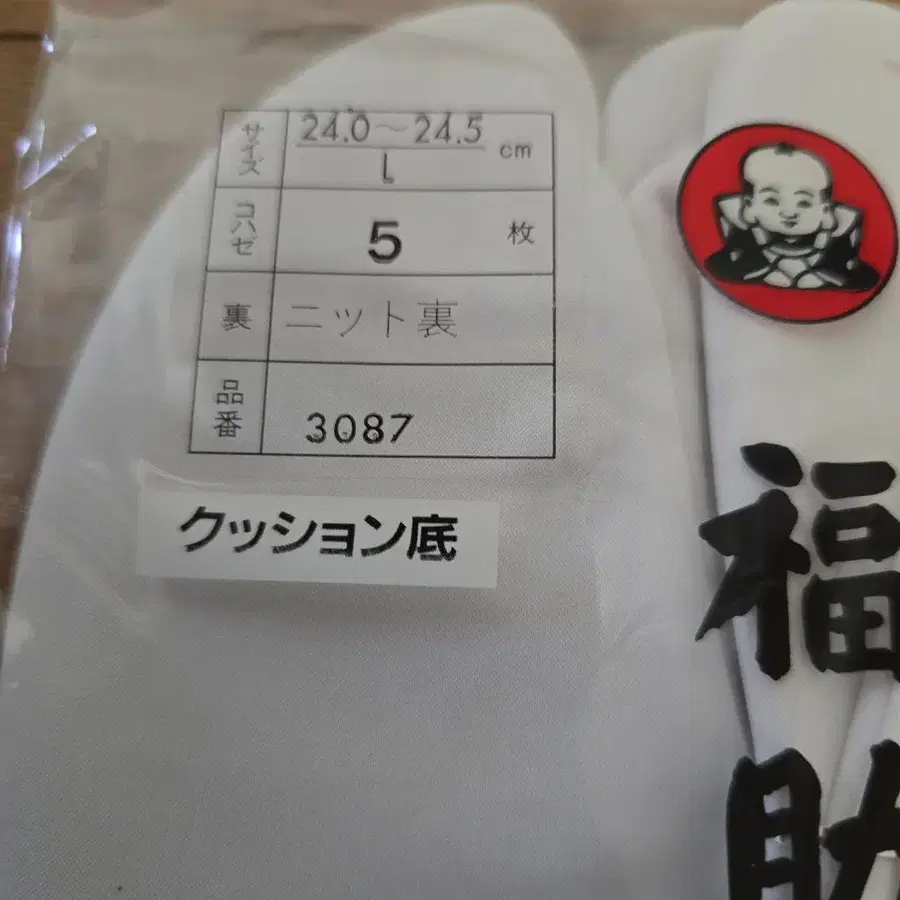 サイズ 24.0～24.5 cm
L
コハゼ 5 枚
裏 ニット裏
品番 3087
クッション底
福
助